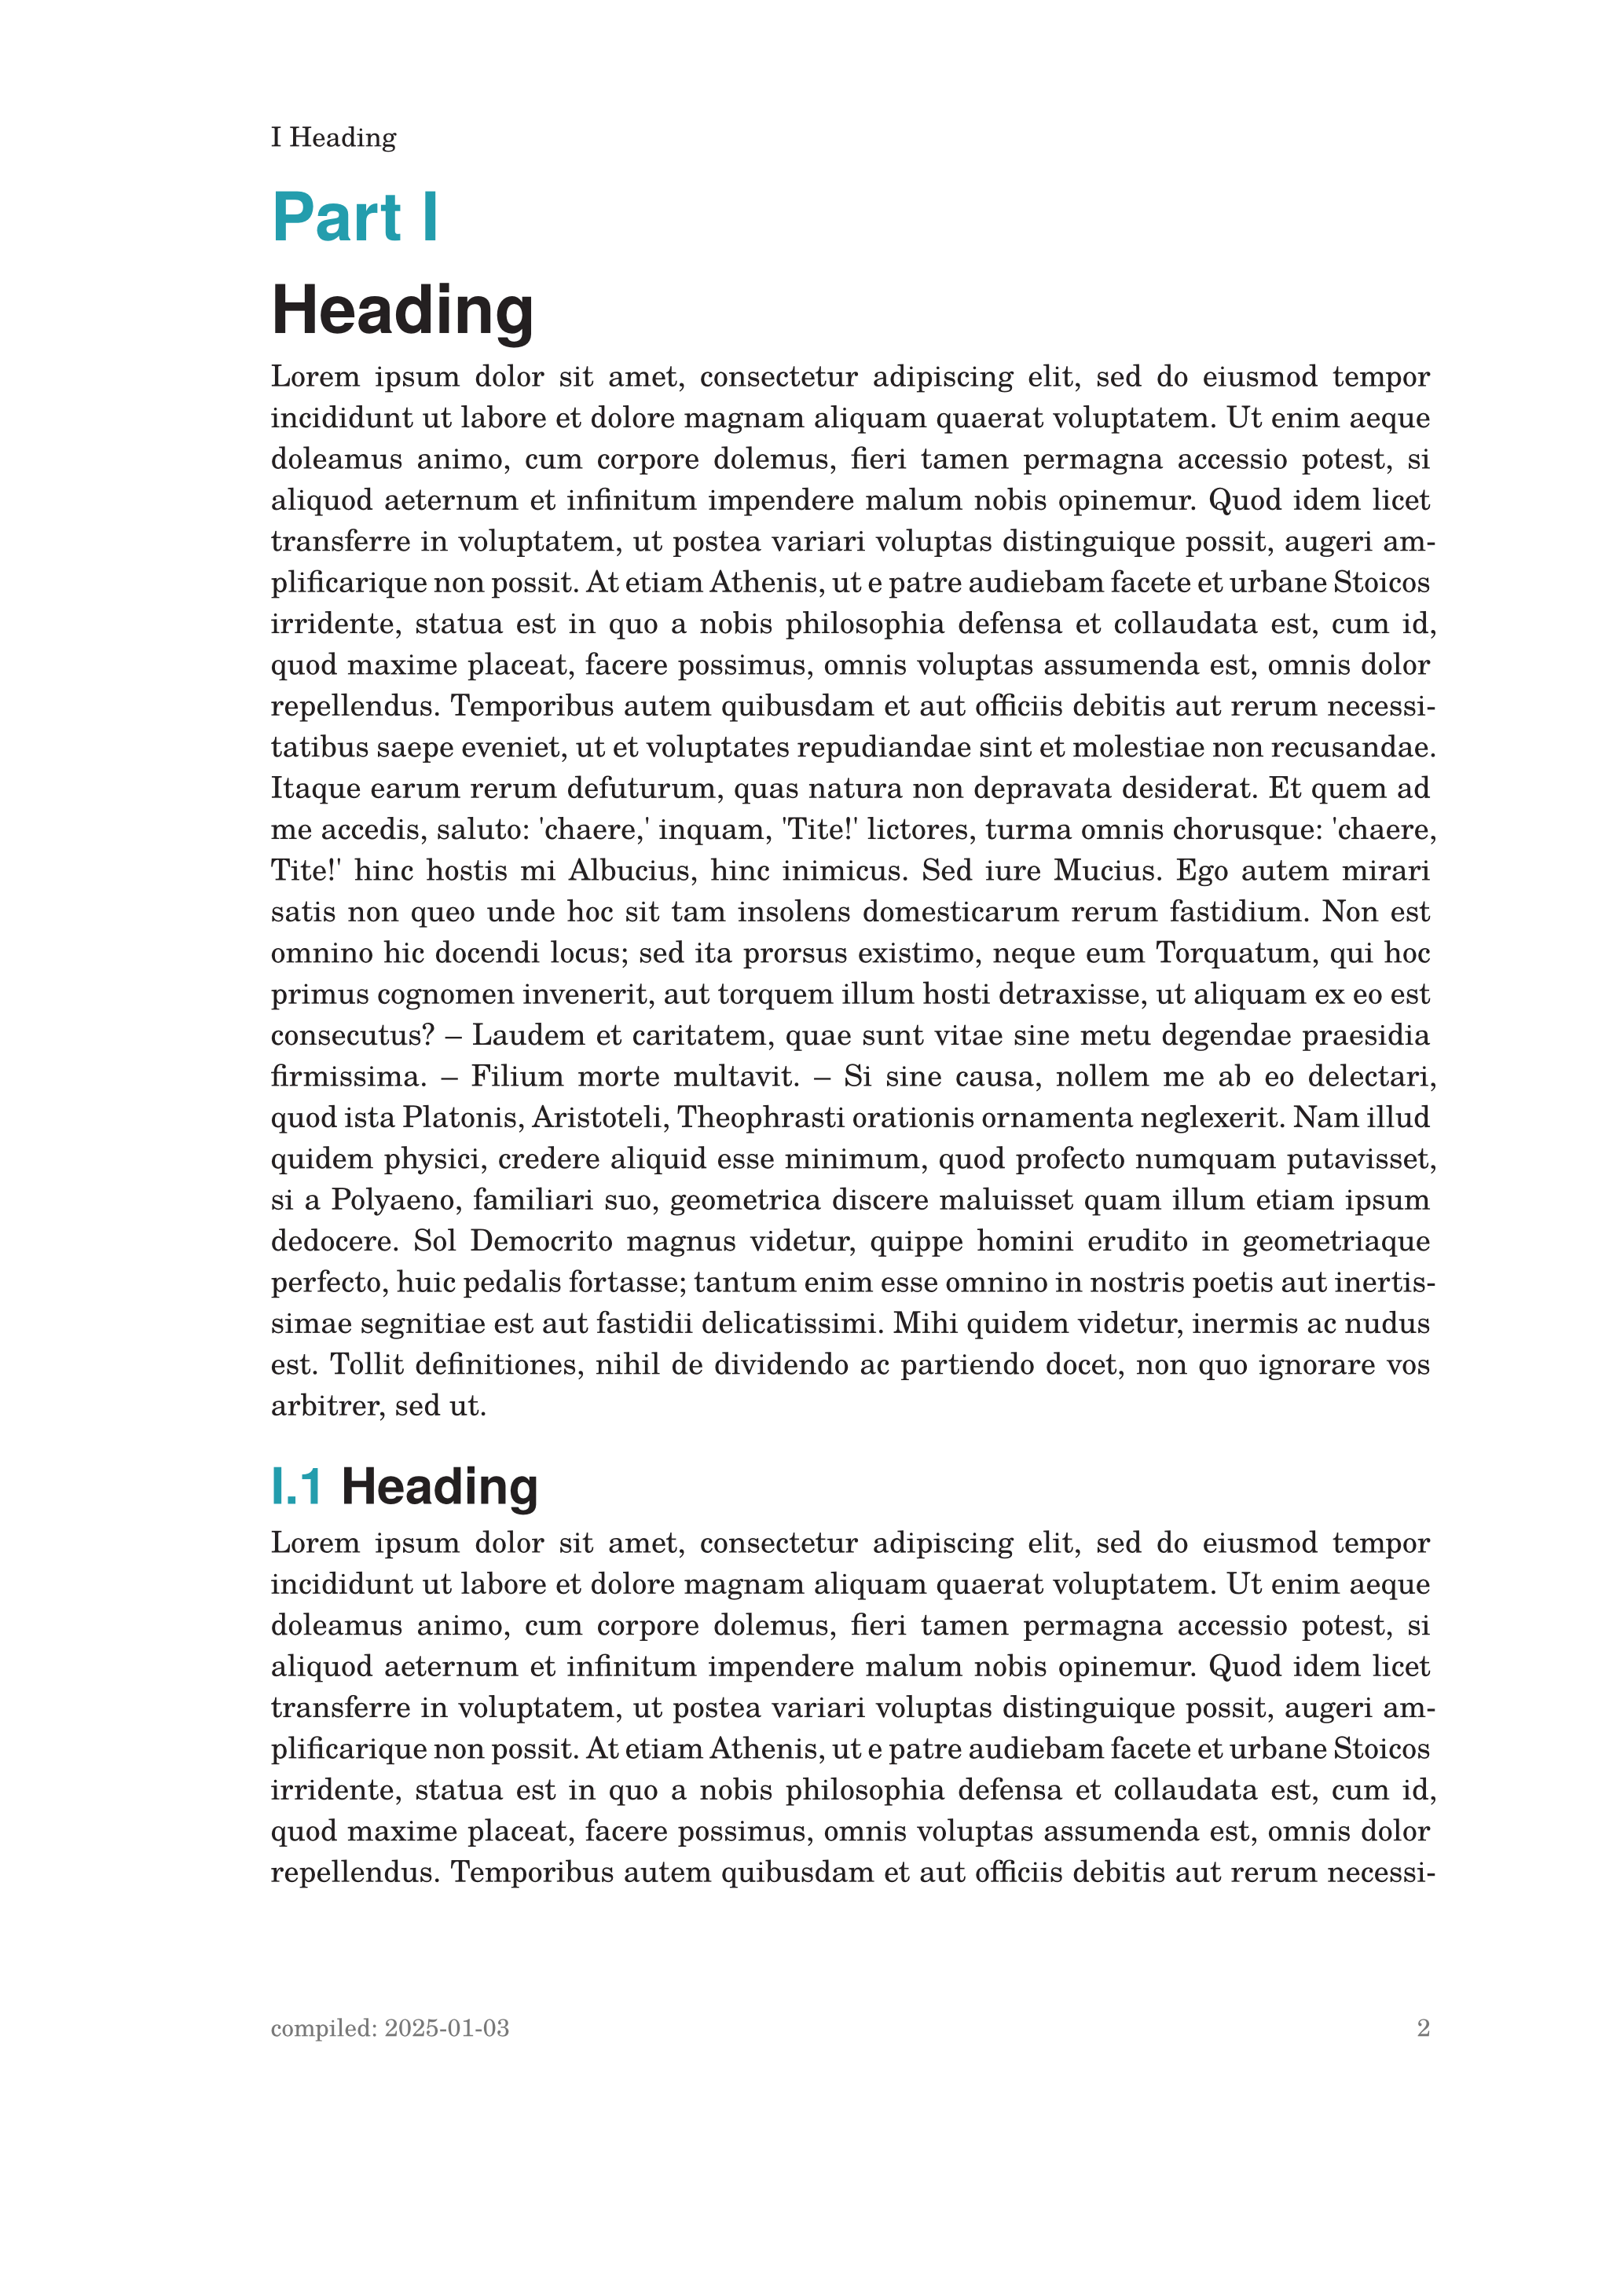 I Heading
Part I
Heading
Lorem ipsum dolor sit amet, consectetur adipiscing elit, sed do eiusmod tempor
incididunt ut labore et dolore magnam aliquam quaerat voluptatem. Ut enim aeque
doleamus animo, cum corpore dolemus, fieri tamen permagna accessio potest, si
aliquod aeternum et infinitum impendere malum nobis opinemur. Quod idem licet
transferre in voluptatem, ut postea variari voluptas distinguique possit, augeri am-
plificarique non possit. At etiam Athenis, ut e patre audiebam facete et urbane Stoicos
irridente, statua est in quo a nobis philosophia defensa et collaudata est, cum id,
quod maxime placeat, facere possimus, omnis voluptas assumenda est, omnis dolor
repellendus. Temporibus autem quibusdam et aut officiis debitis aut rerum necessi-
tatibus saepe eveniet, ut et voluptates repudiandae sint et molestiae non recusandae.
Itaque earum rerum defuturum, quas natura non depravata desiderat. Et quem ad
me accedis, saluto: 'chaere,' inquam, 'Tite!' lictores, turma omnis chorusque: 'chaere,
Tite!' hinc hostis mi Albucius, hinc inimicus. Sed iure Mucius. Ego autem mirari
satis non queo unde hoc sit tam insolens domesticarum rerum fastidium. Non est
omnino hic docendi locus; sed ita prorsus existimo, neque eum Torquatum, qui hoc
primus cognomen invenerit, aut torquem illum hosti detraxisse, ut aliquam ex eo est
consecutus? – Laudem et caritatem, quae sunt vitae sine metu degendae praesidia
firmissima. – Filium morte multavit. – Si sine causa, nollem me ab eo delectari,
quod ista Platonis, Aristoteli, Theophrasti orationis ornamenta neglexerit. Nam illud
quidem physici, credere aliquid esse minimum, quod profecto numquam putavisset,
si a Polyaeno, familiari suo, geometrica discere maluisset quam illum etiam ipsum
dedocere. Sol Democrito magnus videtur, quippe homini erudito in geometriaque
perfecto, huic pedalis fortasse; tantum enim esse omnino in nostris poetis aut inertis-
simae segnitiae est aut fastidii delicatissimi. Mihi quidem videtur, inermis ac nudus
est. Tollit definitiones, nihil de dividendo ac partiendo docet, non quo ignorare vos
arbitrer, sed ut.
I.1 Heading
Lorem ipsum dolor sit amet, consectetur adipiscing elit, sed do eiusmod tempor
incididunt ut labore et dolore magnam aliquam quaerat voluptatem. Ut enim aeque
doleamus animo, cum corpore dolemus, fieri tamen permagna accessio potest, si
aliquod aeternum et infinitum impendere malum nobis opinemur. Quod idem licet
transferre in voluptatem, ut postea variari voluptas distinguique possit, augeri am-
plificarique non possit. At etiam Athenis, ut e patre audiebam facete et urbane Stoicos
irridente, statua est in quo a nobis philosophia defensa et collaudata est, cum id,
quod maxime placeat, facere possimus, omnis voluptas assumenda est, omnis dolor
repellendus. Temporibus autem quibusdam et aut officiis debitis aut rerum necessi-
compiled: 2025-01-03 2